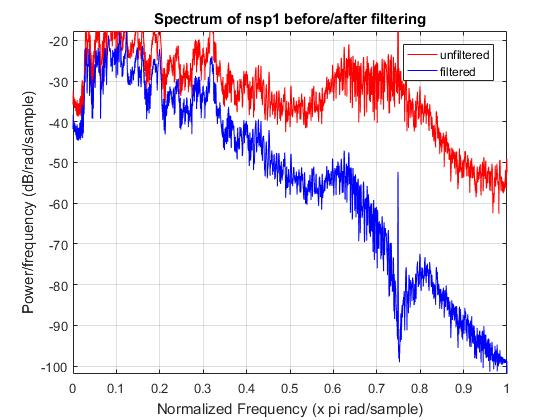 Spectrum of nsp1 before/after filtering
unfiltered
filtered
-30
-40
-50
-60
-70
-80
-90
-100
Power/frequency (dB/rad/sample)
0 0.1 0.2 0.3 0.4 0.5 0.6 0.7 0.8 0.9 1
Normalized Frequency (x pi rad/sample)